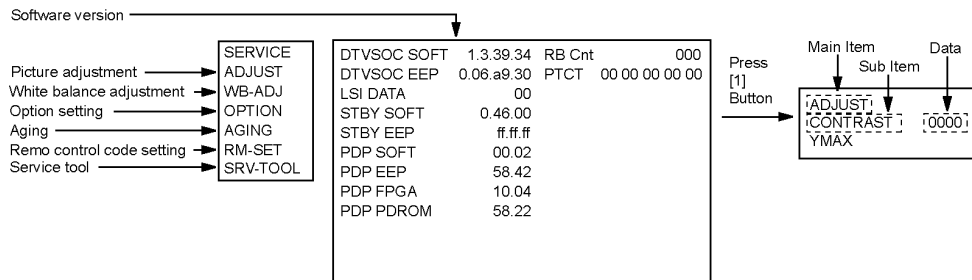 Software version
SERVICE
Picture adjustment
ADJUST
White balance adjustment
WB-ADJ
Option setting
OPTION
Aging
AGING
Remo control code setting
RM-SET
Service tool
SRV-TOOL
DTVSOC SOFT 1.3.39.34 RB Cnt 000
DTVSOC EEP 0.06.a9.30 PTCT 00 00 00 00 00
LSI DATA 00
STBY SOFT 0.46.00
STBY EEP ff.ff.ff
PDP SOFT 00.02
PDP EEP 58.42
PDP FPGA 10.04
PDP PDROM 58.22
Press
[1]
Button
Main Item
Sub Item
Data
ADJUST
CONTRAST 0000
YMAX